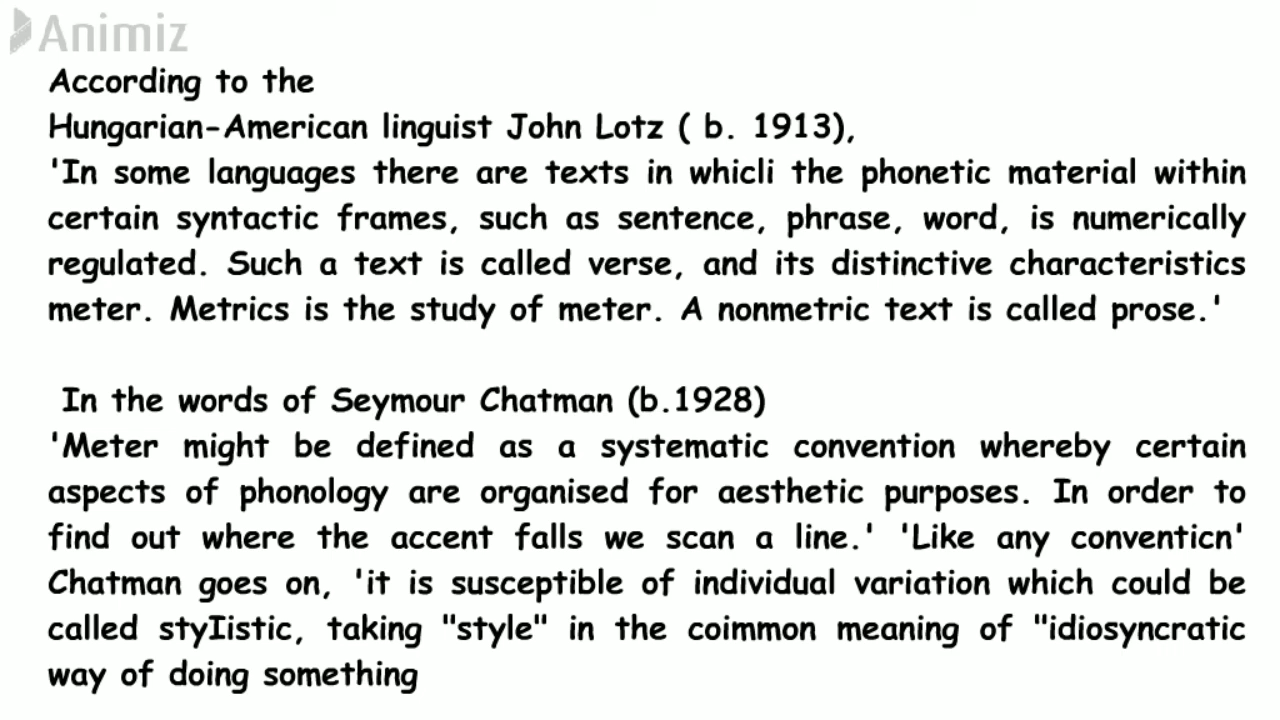 Animiz
According to the
Hungarian-American linguist John Lotz ( b. 1913),
'In some languages there are texts in whicli the phonetic material within
certain syntactic frames, such as sentence, phrase, word, is numerically
regulated. Such a text is called verse, and its distinctive characteristics
meter. Metrics is the study of meter. A nonmetric text is called prose.'
In the words of Seymour Chatman (b.1928)
'Meter might be defined as a systematic convention whereby certain
aspects of phonology are organised for aesthetic purposes. In order to
find out where the accent falls we scan a line.' 'Like any conventicn'
Chatman goes on, 'it is susceptible of individual variation which could be
called styIistic, taking "style" in the coimmon meaning of "idiosyncratic
way of doing something